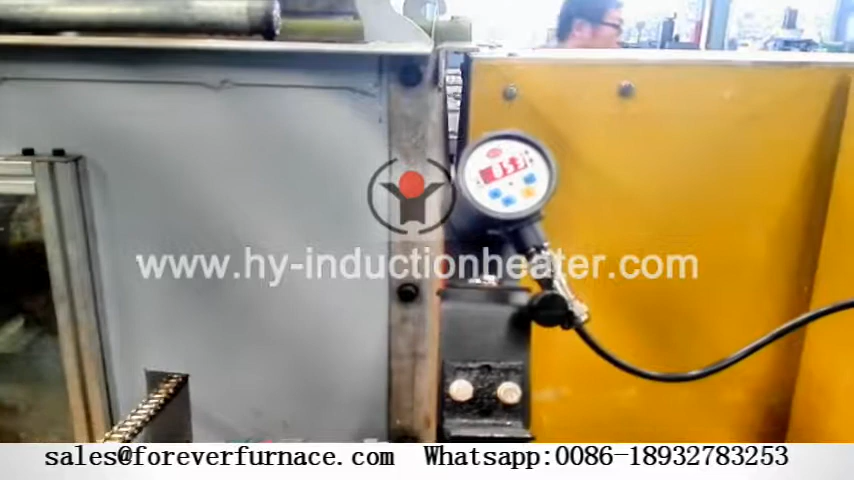 www.hy-inductionheater.com
sales@foreverfurnace.com Whatsapp:0086-18932783253